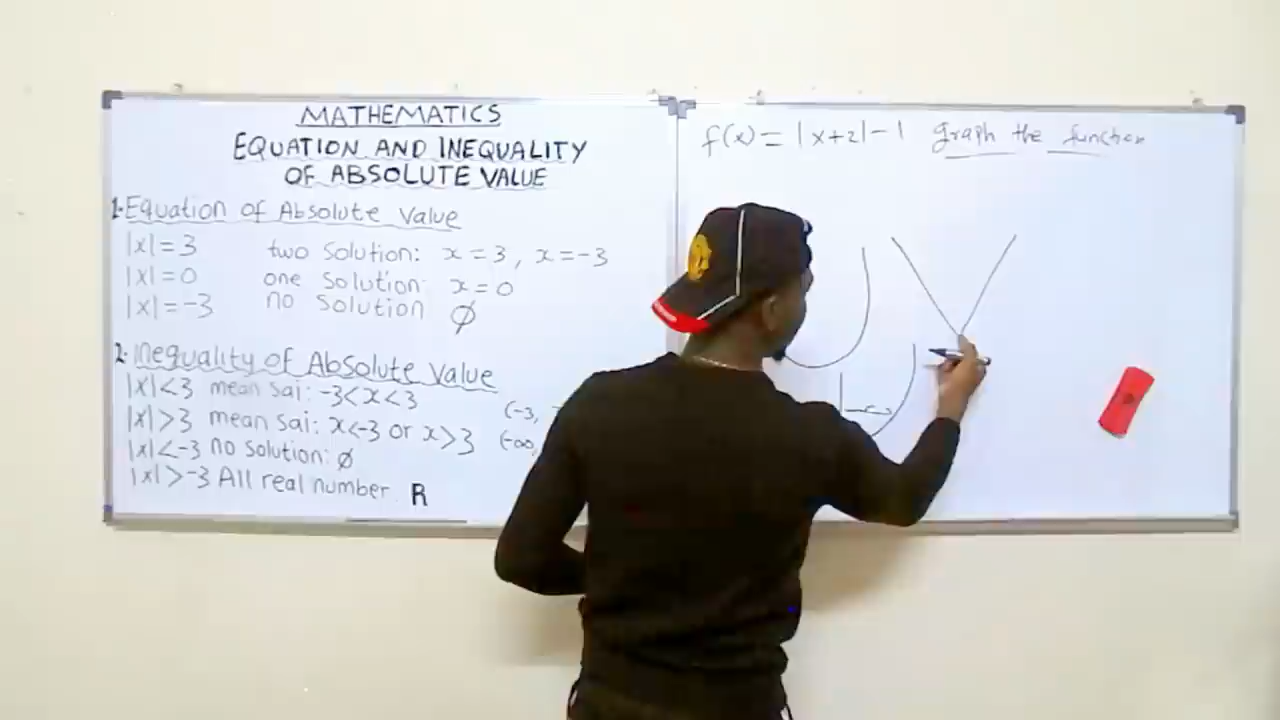 MATHEMATICS
EQUATION AND INEQUALITY
OF ABSOLUTE VALUE
1. Equation of Absolute Value
|x|=3 two solution: x=3, x=-3
|x|=0 one solution: x=0
|x|=-3 no solution ∅
2. Inequality of Absolute Value
|x|<3 mean sai: -3<x<3 (-3,
|x|>3 mean sai: x<-3 or x>3 (-∞,
|x|<-3 no solution: ∅
|x|>-3 All real number. R
f(x) = |x+2|-1 graph the function